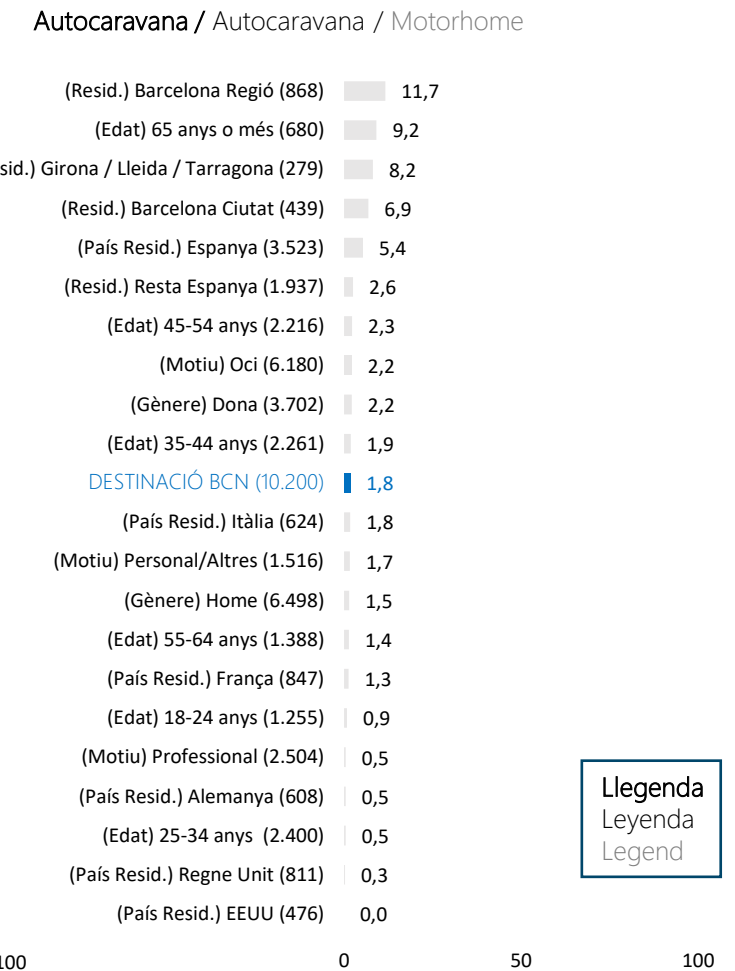 Autocaravana / Autocaravana / Motorhome
(Resid.) Barcelona Regió (868) 11,7
(Edat) 65 anys o més (680) 9,2
sid.) Girona / Lleida / Tarragona (279) 8,2
(Resid.) Barcelona Ciutat (439) 6,9
(País Resid.) Espanya (3.523) 5,4
(Resid.) Resta Espanya (1.937) 2,6
(Edat) 45-54 anys (2.216) 2,3
(Motiu) Oci (6.180) 2,2
(Gènere) Dona (3.702) 2,2
(Edat) 35-44 anys (2.261) 1,9
DESTINACIÓ BCN (10.200) 1,8
(País Resid.) Itàlia (624) 1,8
(Motiu) Personal/Altres (1.516) 1,7
(Gènere) Home (6.498) 1,5
(Edat) 55-64 anys (1.388) 1,4
(País Resid.) França (847) 1,3
(Edat) 18-24 anys (1.255) 0,9
(Motiu) Professional (2.504) 0,5
(País Resid.) Alemanya (608) 0,5
(Edat) 25-34 anys (2.400) 0,5
(País Resid.) Regne Unit (811) 0,3
(País Resid.) EEUU (476) 0,0
100 0 50 100
Llegenda
Leyenda
Legend